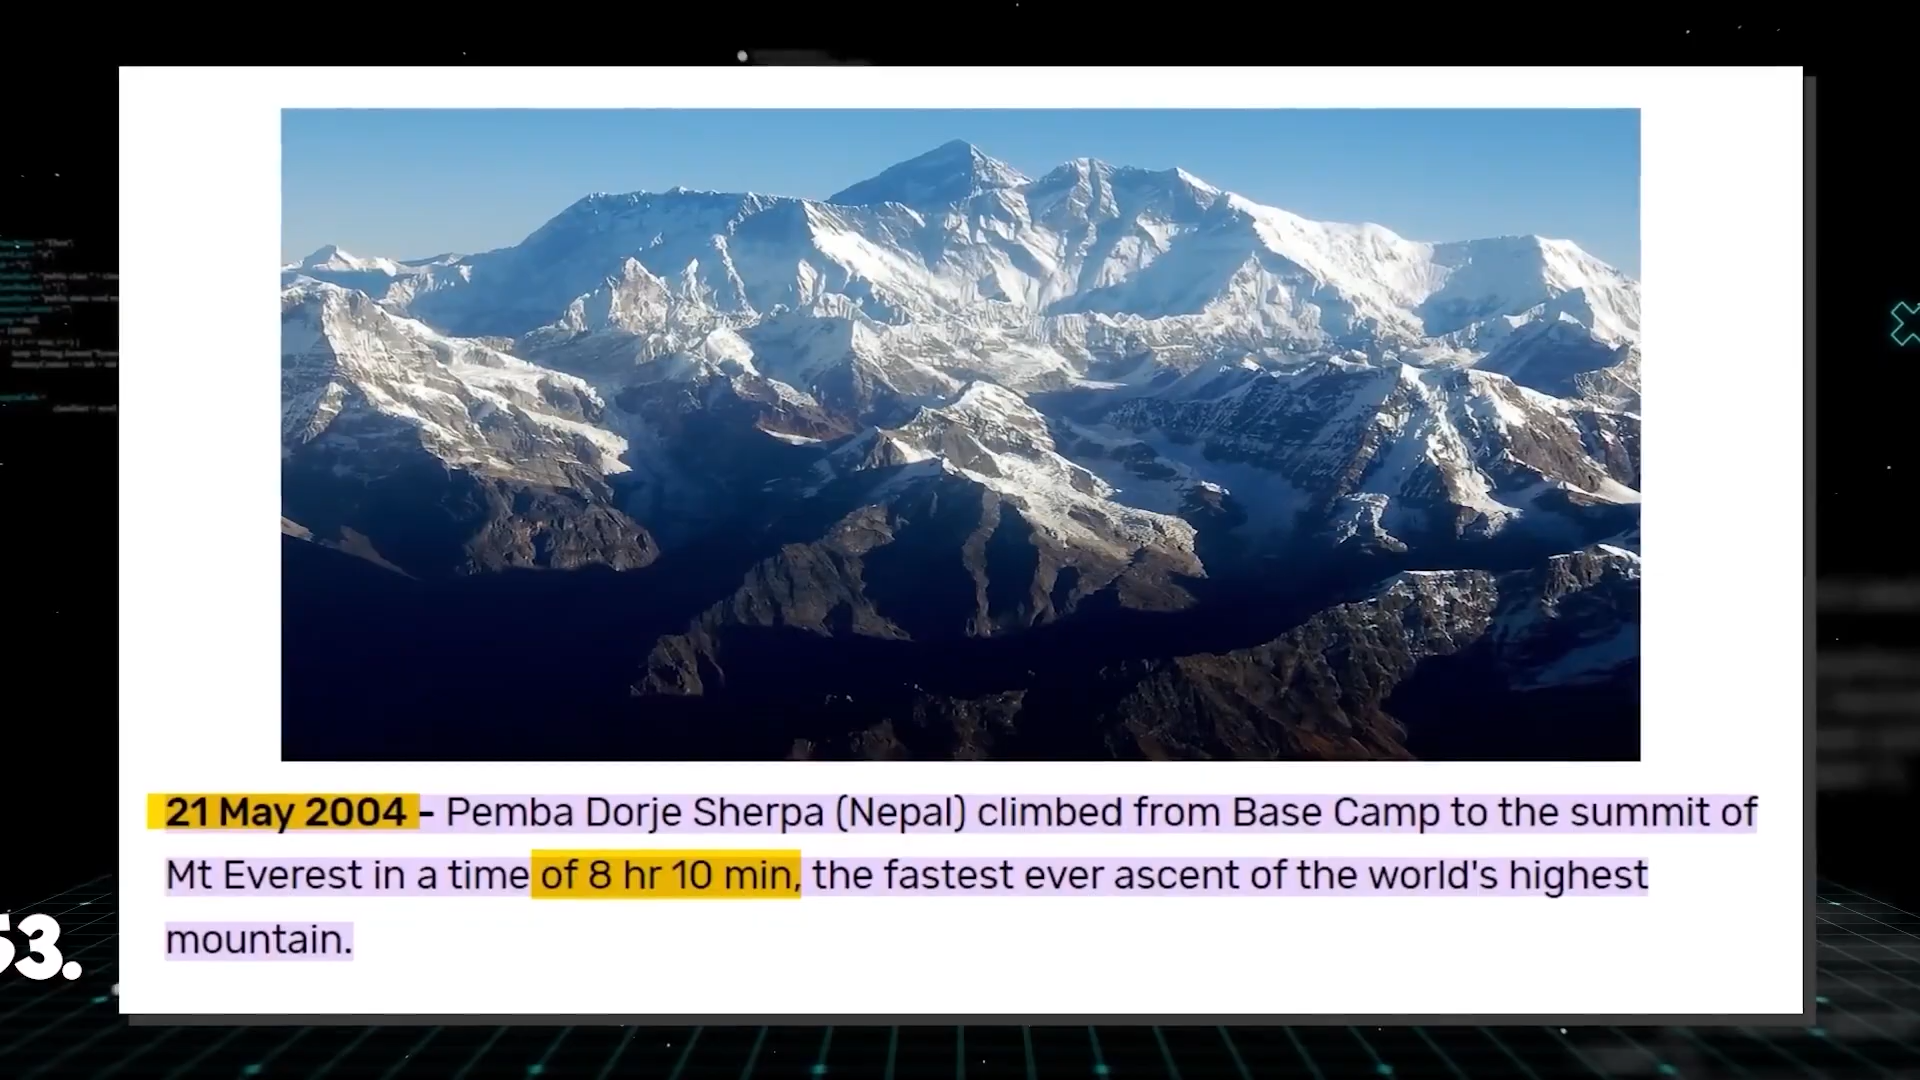 21 May 2004 – Pemba Dorje Sherpa (Nepal) climbed from Base Camp to the summit of
Mt Everest in a time of 8 hr 10 min, the fastest ever ascent of the world's highest
mountain.
53.